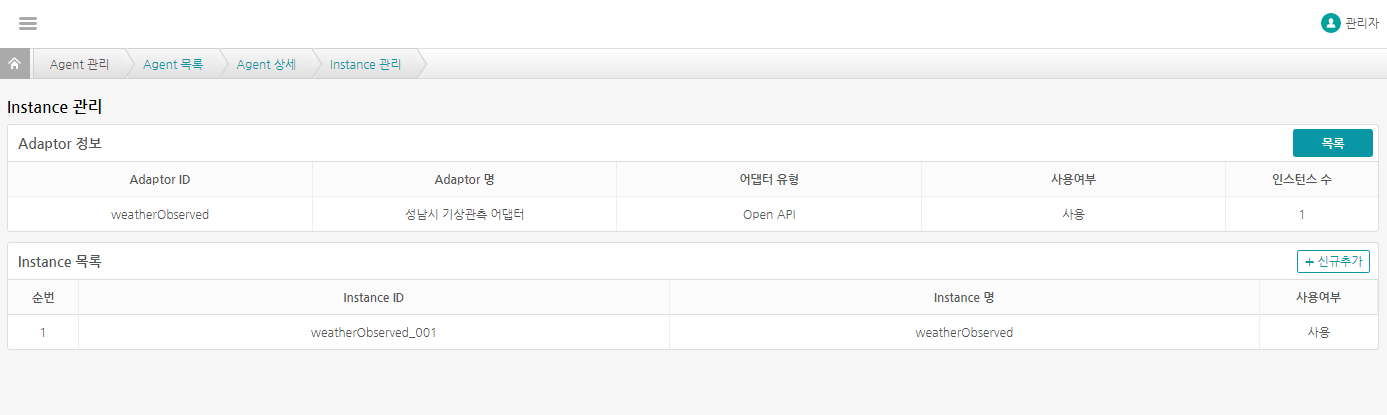 관리자
Agent 관리 Agent 목록 Agent 상세 Instance 관리
Instance 관리
Adaptor 정보 목록
Adaptor ID Adaptor 명 어댑터 유형 사용여부 인스턴스 수
weatherObserved 성남시 기상관측 어댑터 Open API 사용 1
Instance 목록 + 신규추가
순번 Instance ID Instance 명 사용여부
1 weatherObserved_001 weatherObserved 사용